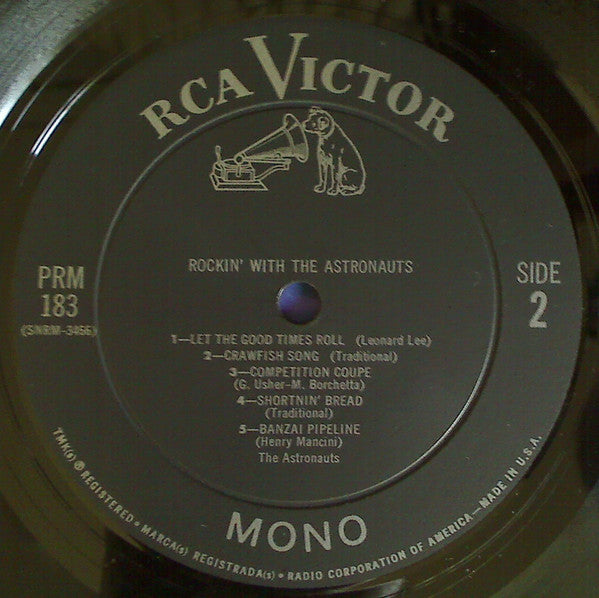 RCA VICTOR
ROCKIN' WITH THE ASTRONAUTS
PRM
183
(SNRM-3456)
SIDE
2
1—LET THE GOOD TIMES ROLL (Leonard Lee)
2—CRAWFISH SONG (Traditional)
3—COMPETITION COUPE
(G. Usher-M. Borchetta)
4—SHORTNIN' BREAD
(Traditional)
5—BANZAI PIPELINE
(Henry Mancini)
The Astronauts
MONO
TMK(s) ® REGISTERED • MARCA(s) REGISTRADA(s) • RADIO CORPORATION OF AMERICA—MADE IN U.S.A.